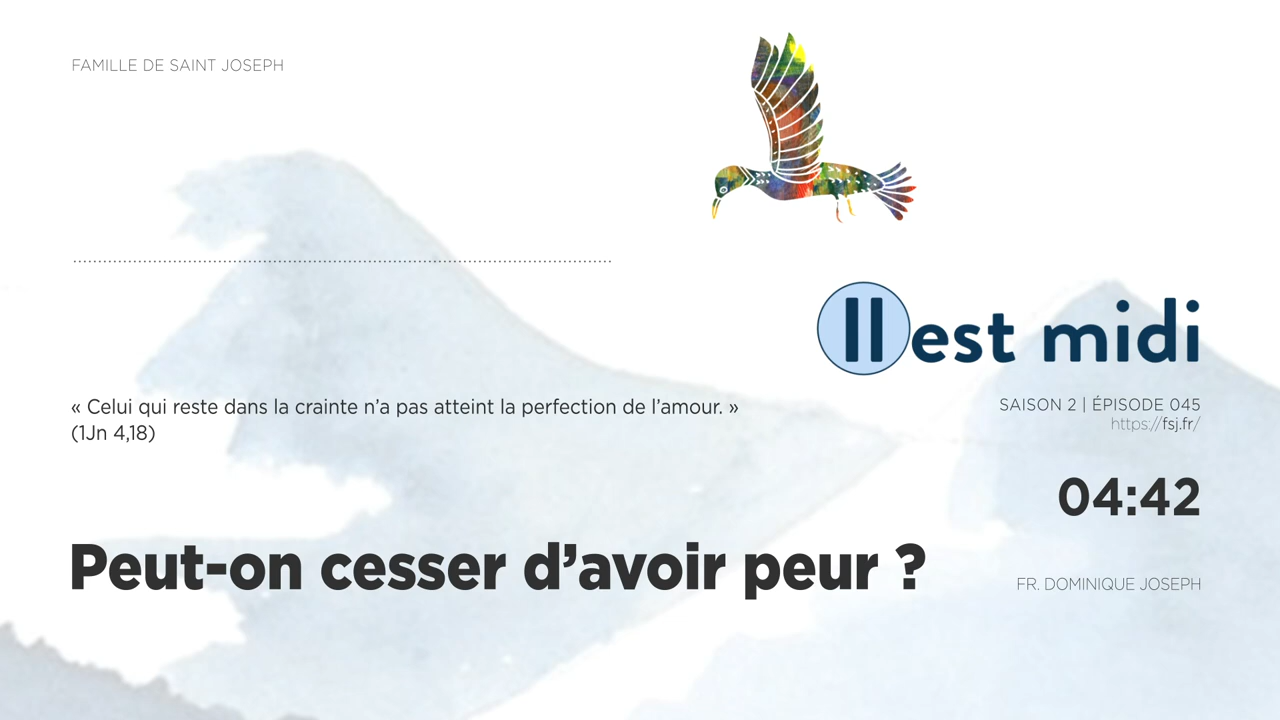 FAMILLE DE SAINT JOSEPH
Il est midi
« Celui qui reste dans la crainte n’a pas atteint la perfection de l’amour. »
(1Jn 4,18)
SAISON 2 | ÉPISODE 045
https://fsj.fr/
04:42
Peut-on cesser d’avoir peur ?
FR. DOMINIQUE JOSEPH